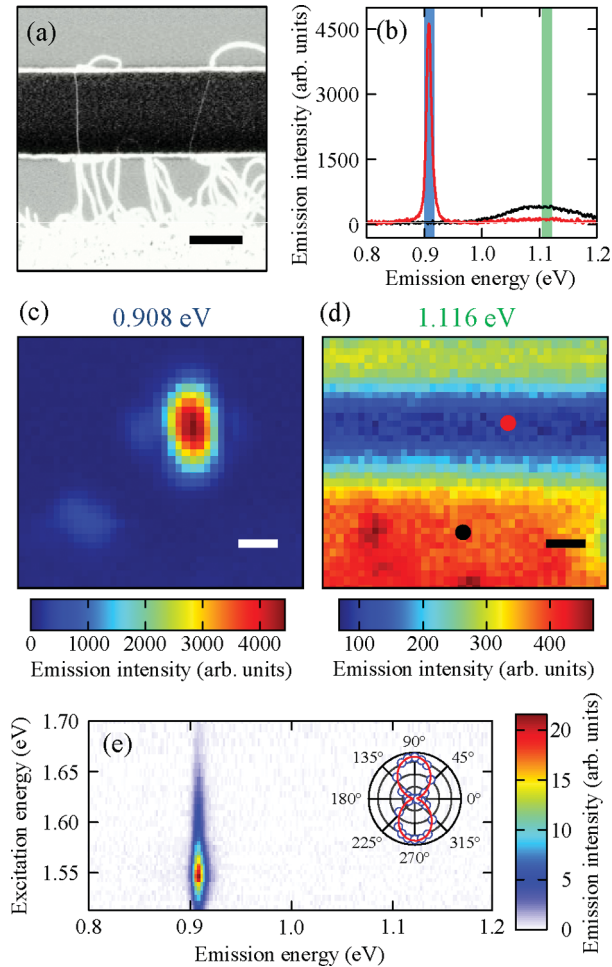 (a)
(b)
Emission intensity (arb. units)
4500
3000
1500
0
0.8 0.9 1.0 1.1 1.2
Emission energy (eV)
(c) 0.908 eV
(d) 1.116 eV
0 1000 2000 3000 4000
Emission intensity (arb. units)
100 200 300 400
Emission intensity (arb. units)
(e)
Excitation energy (eV)
1.70
1.65
1.60
1.55
0.8 0.9 1.0 1.1 1.2
Emission energy (eV)
90°
135° 45°
180° 0°
225° 315°
270°
20
15
10
5
0
Emission intensity (arb. units)